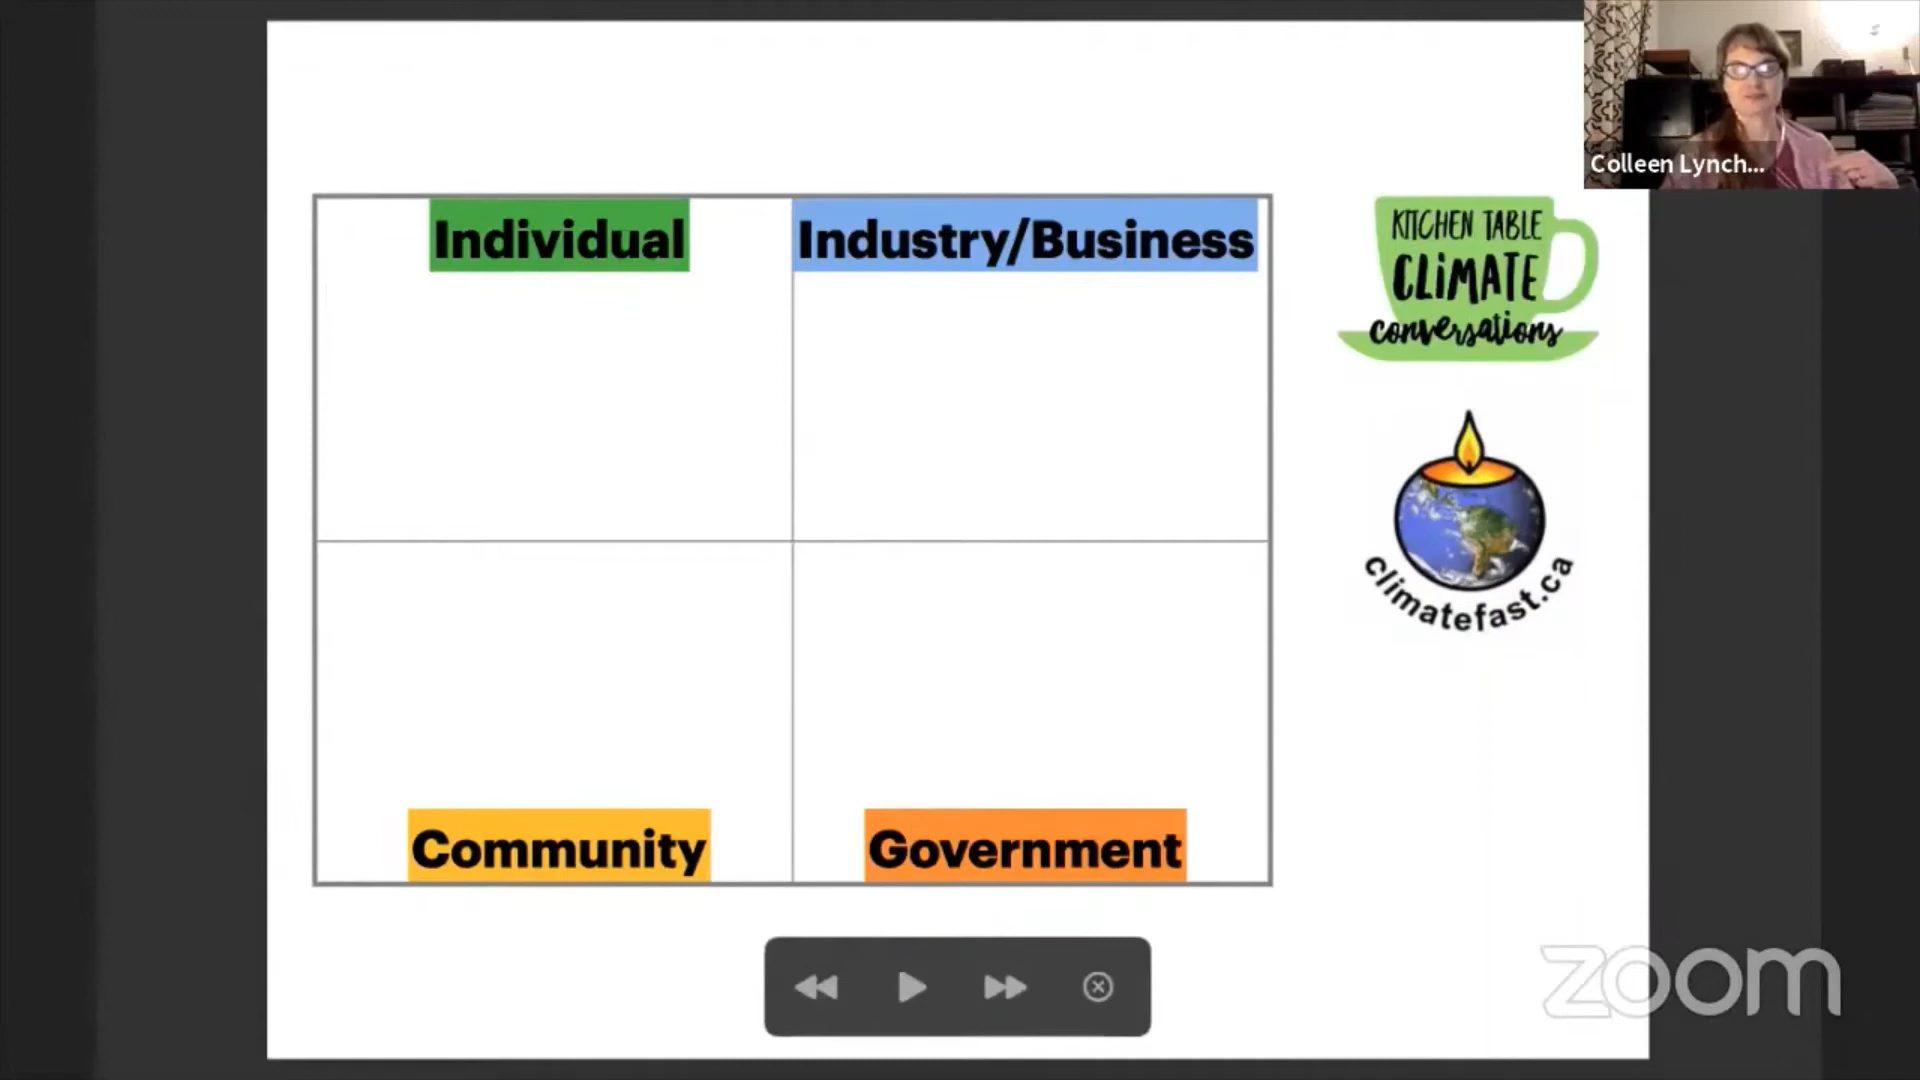 Colleen Lynch...
Individual
Industry/Business
KITCHEN TABLE
CLiMATE
conversations
climatefast.ca
Community
Government
zoom